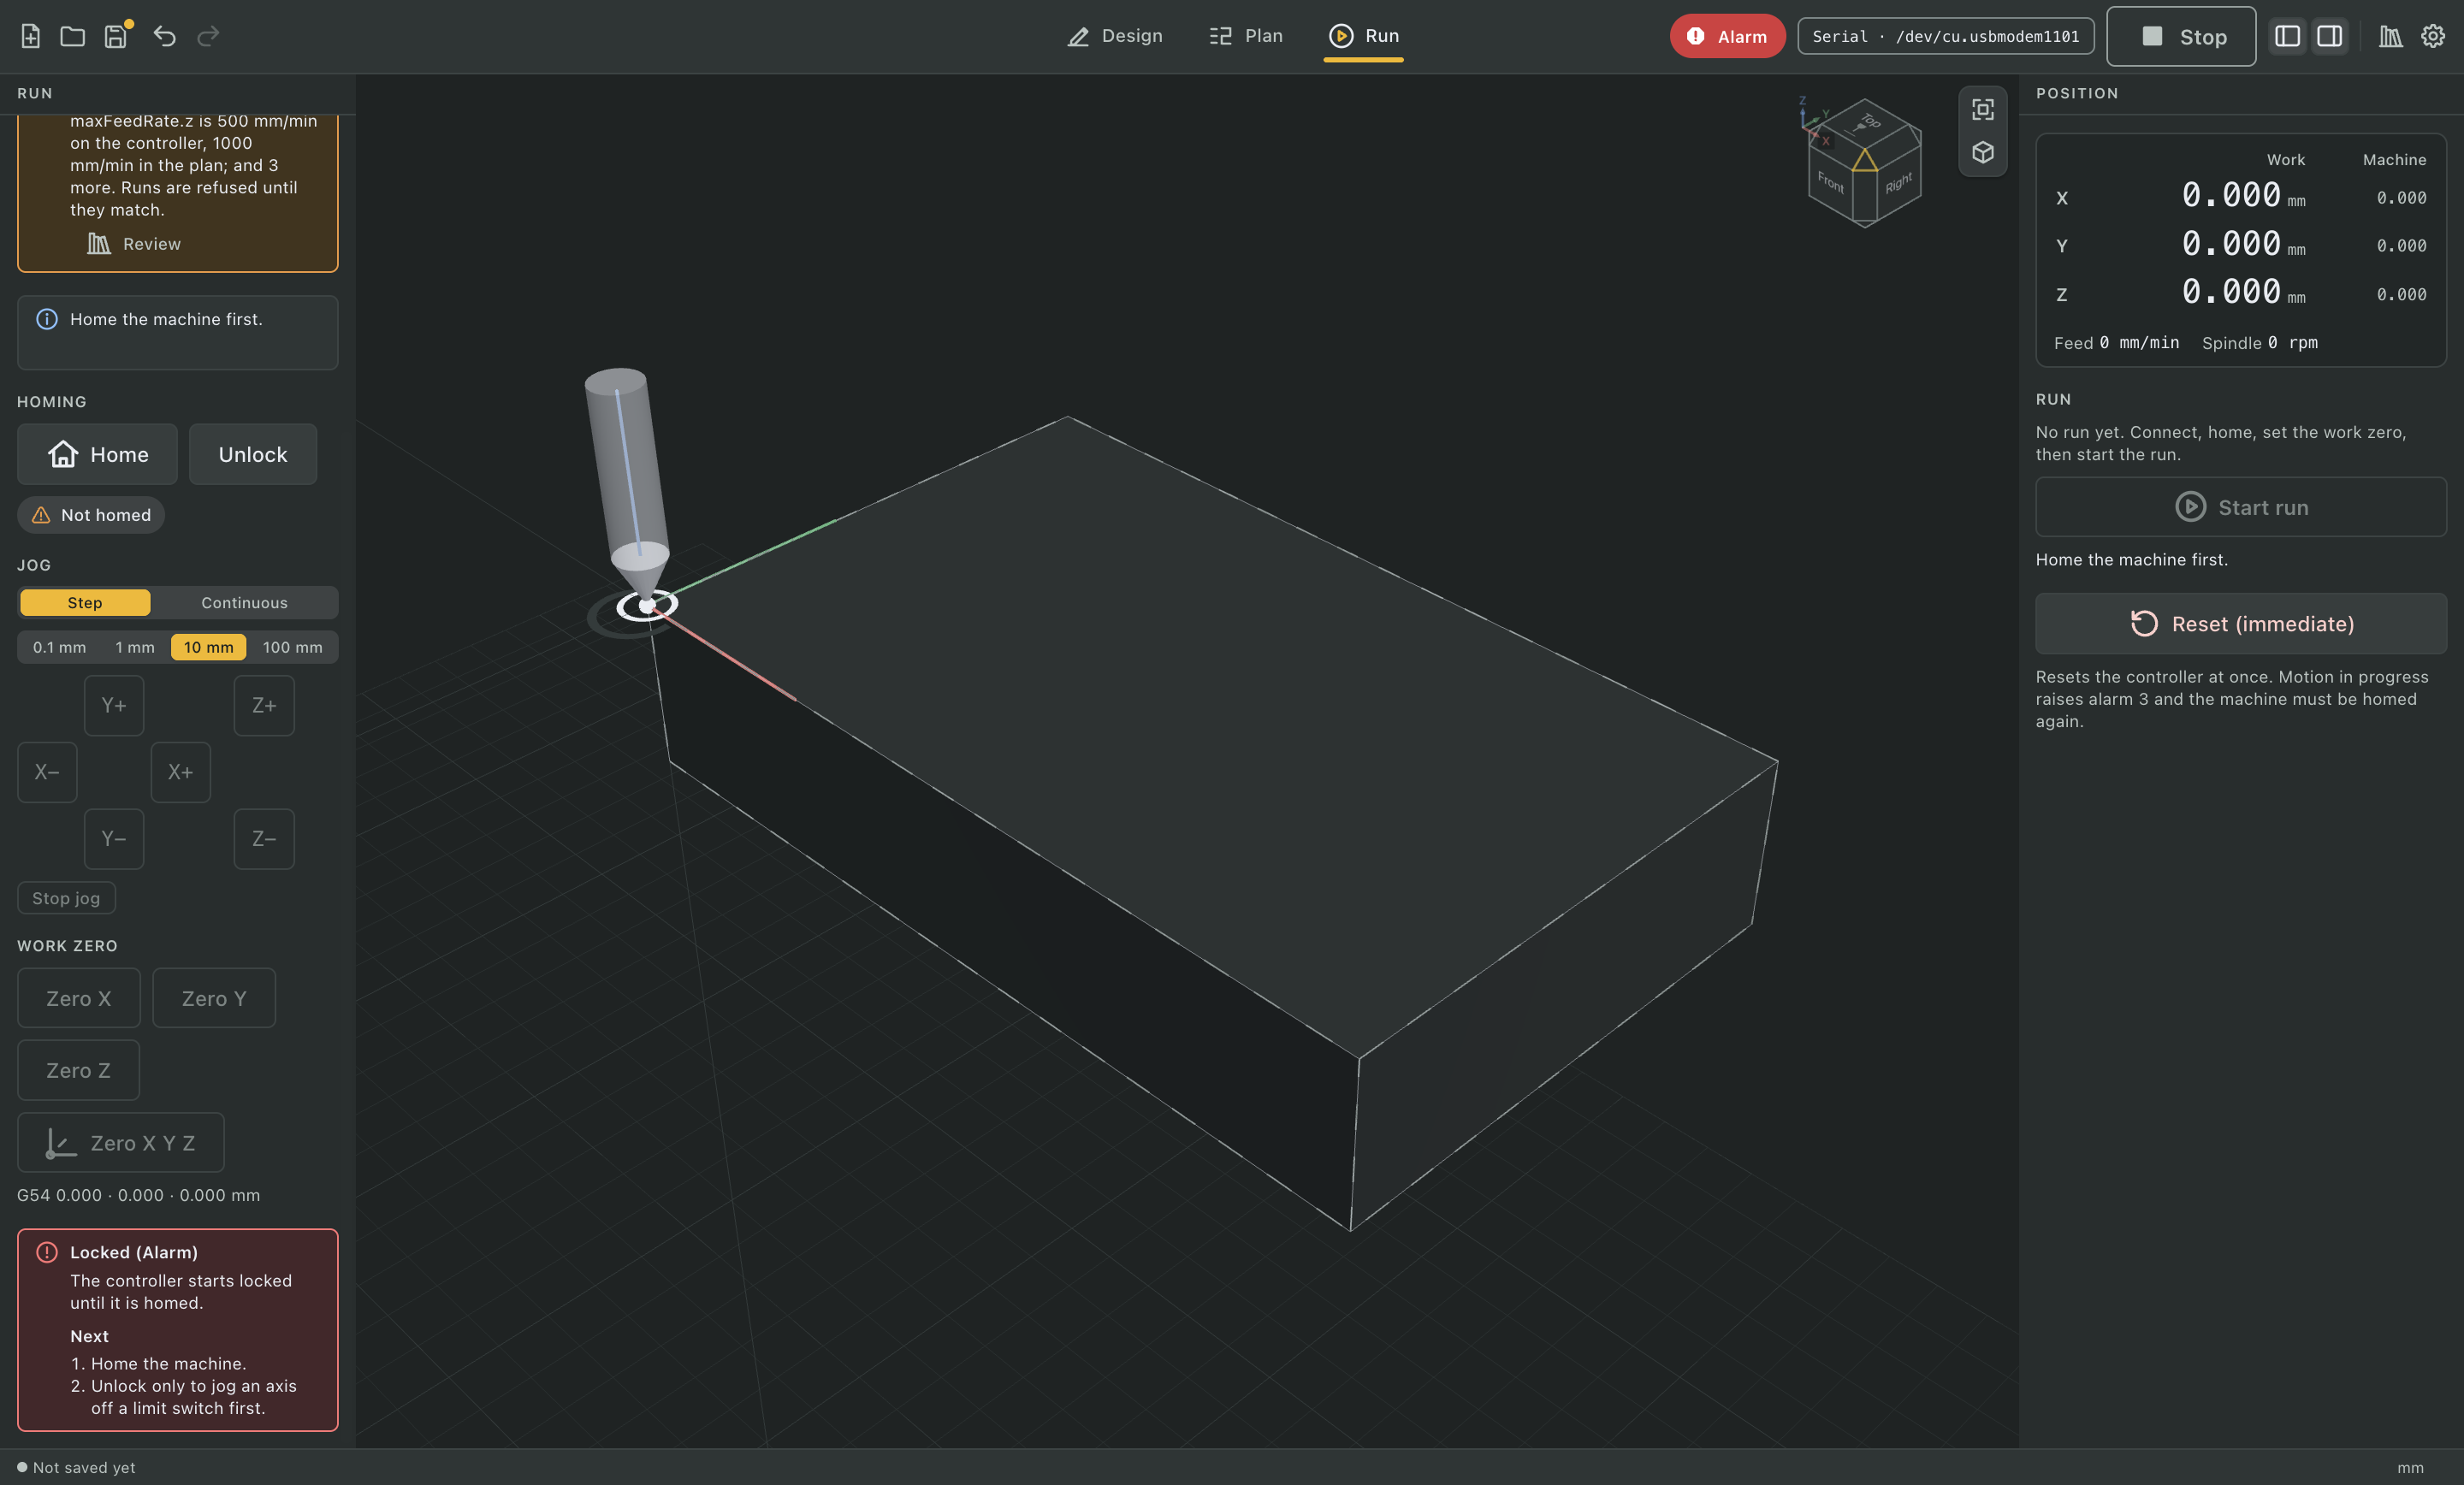 Design
Plan
Run
Alarm
Serial · /dev/cu.usbmodem1101
Stop
RUN
maxFeedRate.z is 500 mm/min
on the controller, 1000
mm/min in the plan; and 3
more. Runs are refused until
they match.
Review
Home the machine first.
HOMING
Home
Unlock
Not homed
JOG
Step
Continuous
0.1 mm
1 mm
10 mm
100 mm
Y+
Z+
X−
X+
Y−
Z−
Stop jog
WORK ZERO
Zero X
Zero Y
Zero Z
Zero X Y Z
G54 0.000 · 0.000 · 0.000 mm
Locked (Alarm)
The controller starts locked
until it is homed.
Next
1. Home the machine.
2. Unlock only to jog an axis
off a limit switch first.
Z
Y
X
Top
Front
Right
POSITION
Work Machine
X 0.000 mm 0.000
Y 0.000 mm 0.000
Z 0.000 mm 0.000
Feed 0 mm/min Spindle 0 rpm
RUN
No run yet. Connect, home, set the work zero,
then start the run.
Start run
Home the machine first.
Reset (immediate)
Resets the controller at once. Motion in progress
raises alarm 3 and the machine must be homed
again.
Not saved yet
mm